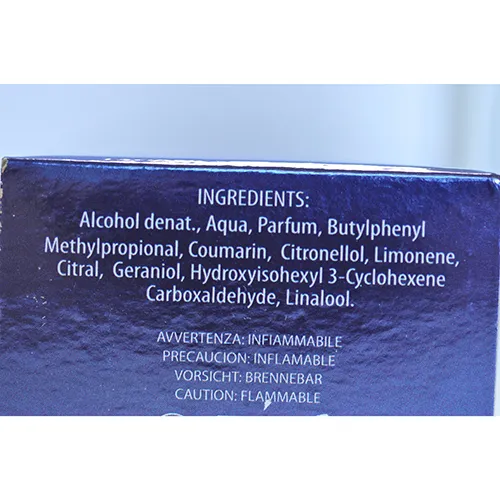 INGREDIENTS:
Alcohol denat., Aqua, Parfum, Butylphenyl
Methylpropional, Coumarin, Citronellol, Limonene,
Citral, Geraniol, Hydroxyisohexyl 3-Cyclohexene
Carboxaldehyde, Linalool.
AVVERTENZA: INFIAMMABILE
PRECAUCION: INFLAMABLE
VORSICHT: BRENNEBAR
CAUTION: FLAMMABLE